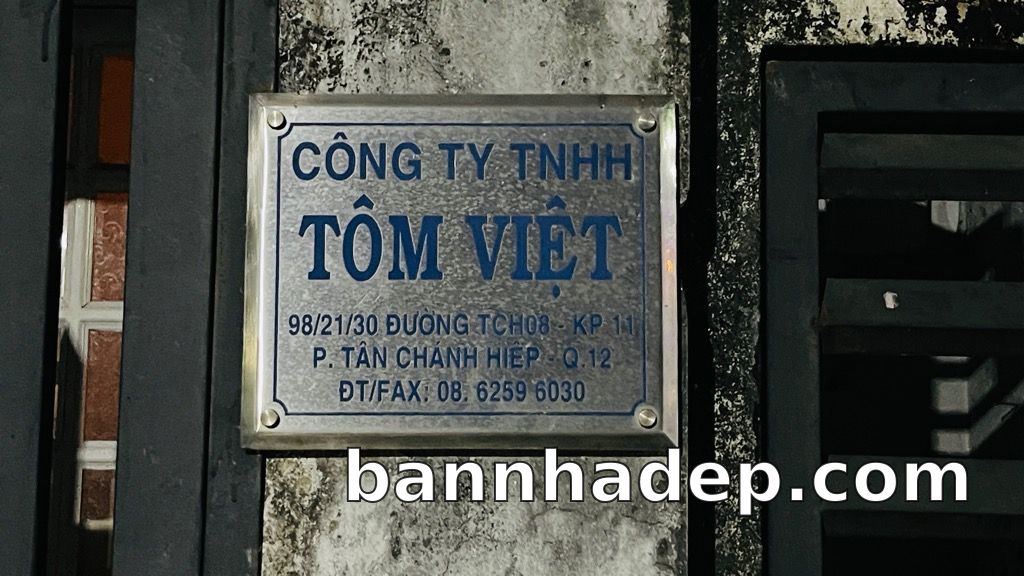 CÔNG TY TNHH
TÔM VIỆT
98/21/30 ĐƯỜNG TCH08 - KP 11
P. TÂN CHÁNH HIỆP - Q.12
ĐT/FAX: 08. 6259 6030
bannhadep.com